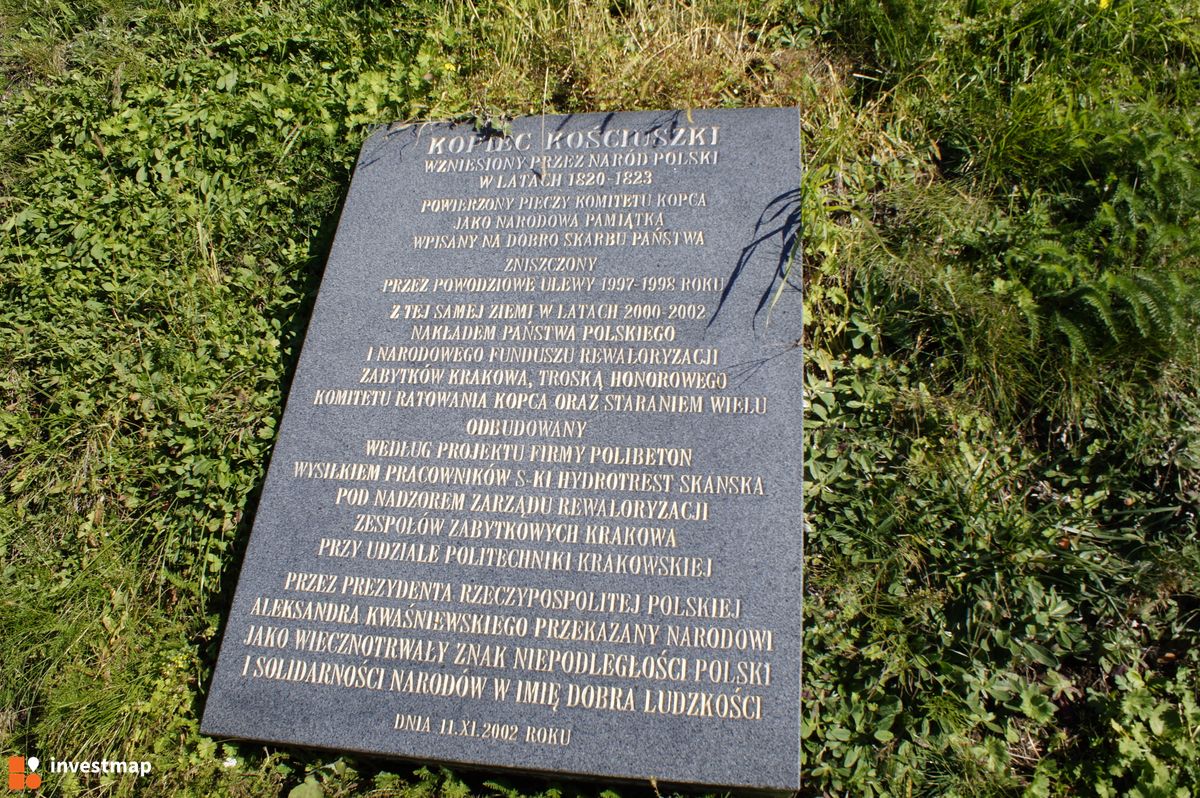 KOPIEC KOŚCIUSZKI
WZNIESIONY PRZEZ NARÓD POLSKI
W LATACH 1820-1823
POWIERZONY PIECZY KOMITETU KOPCA
JAKO NARODOWA PAMIĄTKA
WPISANY NA DOBRO SKARBU PAŃSTWA
ZNISZCZONY
PRZEZ POWODZIOWE ULEWY 1997-1998 ROKU
Z TEJ SAMEJ ZIEMI W LATACH 2000-2002
NAKŁADEM PAŃSTWA POLSKIEGO
I NARODOWEGO FUNDUSZU REWALORYZACJI
ZABYTKÓW KRAKOWA, TROSKĄ HONOROWEGO
KOMITETU RATOWANIA KOPCA ORAZ STARANIEM WIELU
ODBUDOWANY
WEDŁUG PROJEKTU FIRMY POLIBETON
WYSIŁKIEM PRACOWNIKÓW S-KI HYDROTREST SKANSKA
POD NADZOREM ZARZĄDU REWALORYZACJI
ZESPOŁÓW ZABYTKOWYCH KRAKOWA
PRZY UDZIALE POLITECHNIKI KRAKOWSKIEJ
PRZEZ PREZYDENTA RZECZYPOSPOLITEJ POLSKIEJ
ALEKSANDRA KWAŚNIEWSKIEGO PRZEKAZANY NARODOWI
JAKO WIECZNOTRWAŁY ZNAK NIEPODLEGŁOŚCI POLSKI
I SOLIDARNOŚCI NARODÓW W IMIĘ DOBRA LUDZKOŚCI
DNIA 11.XI.2002 ROKU
investmap